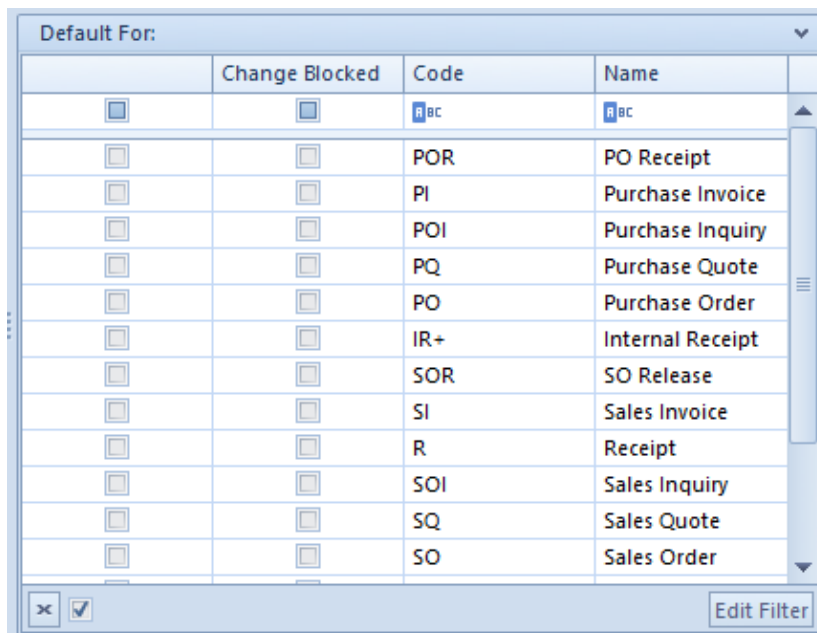 Default For:
Change Blocked Code Name
ABC ABC
POR PO Receipt
PI Purchase Invoice
POI Purchase Inquiry
PQ Purchase Quote
PO Purchase Order
IR+ Internal Receipt
SOR SO Release
SI Sales Invoice
R Receipt
SOI Sales Inquiry
SQ Sales Quote
SO Sales Order
Edit Filter